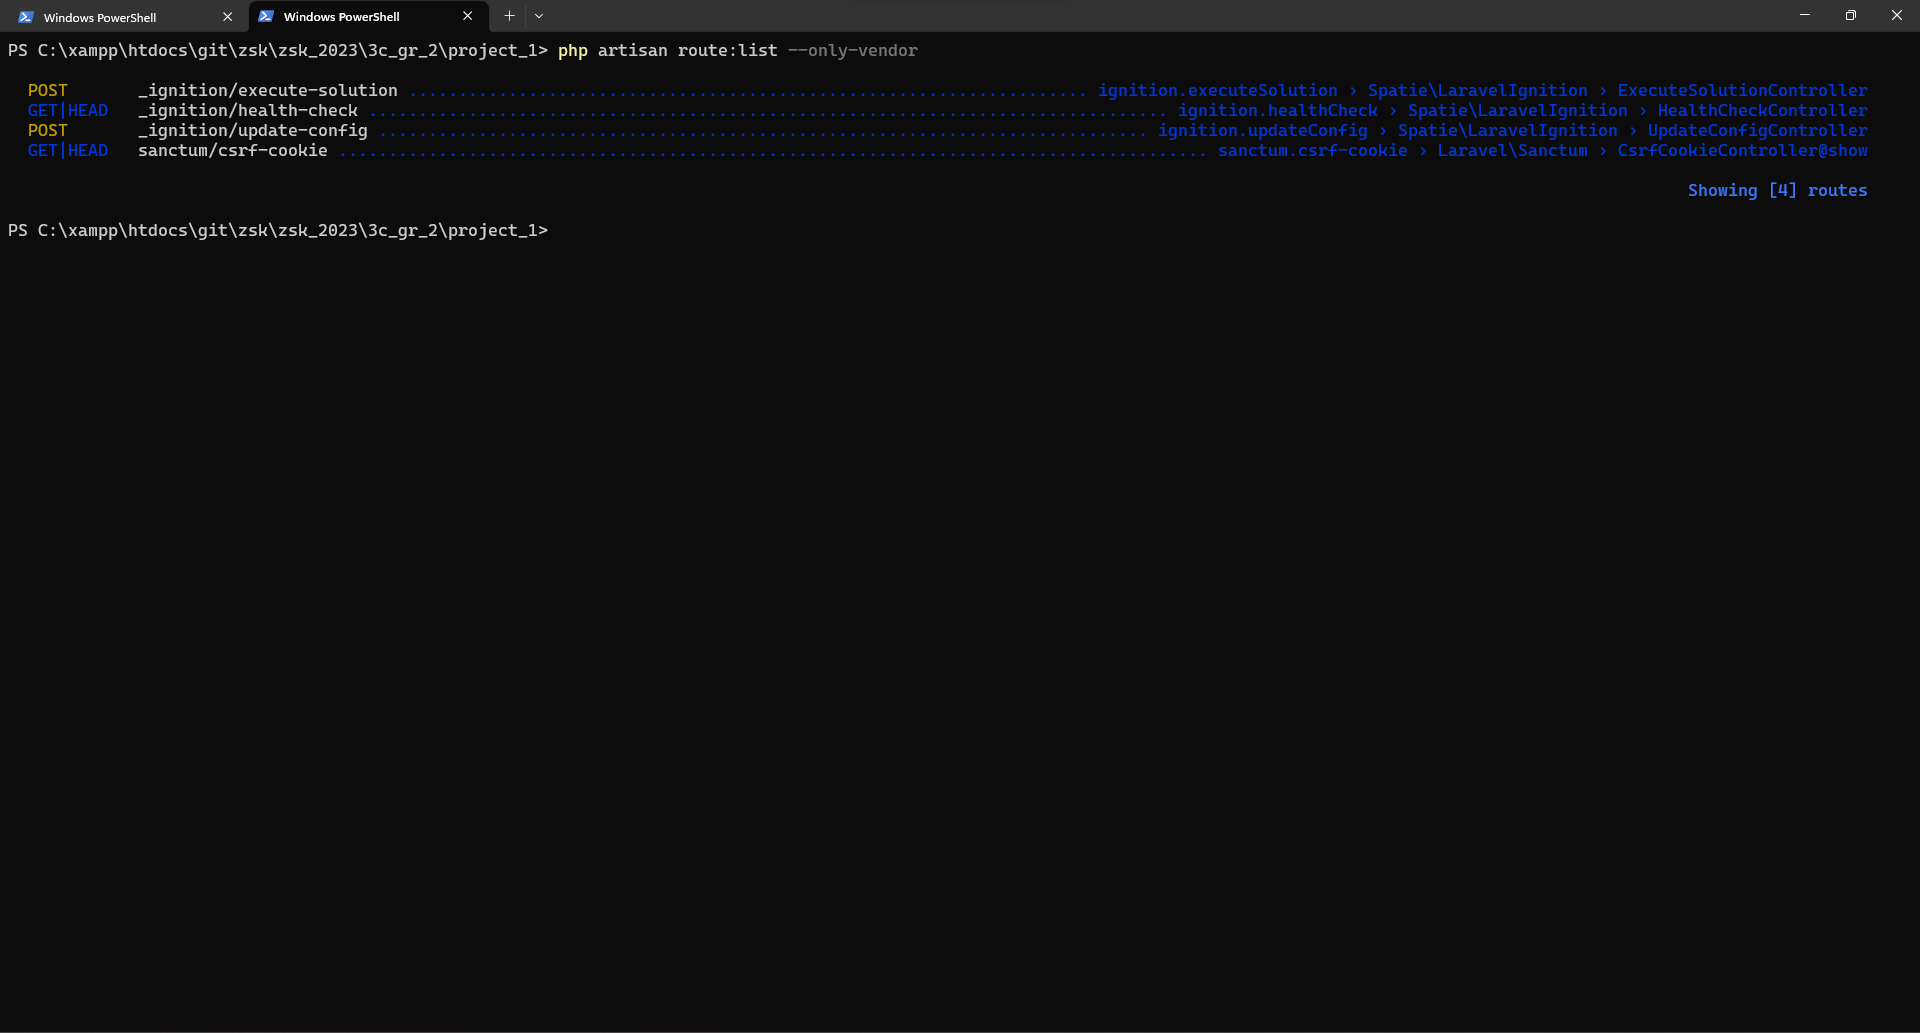 Windows PowerShell
Windows PowerShell
PS C:\xampp\htdocs\git\zsk\zsk_2023\3c_gr_2\project_1> php artisan route:list --only-vendor
POST _ignition/execute-solution .................................................................... ignition.executeSolution › Spatie\LaravelIgnition › ExecuteSolutionController
GET|HEAD _ignition/health-check ................................................................................ ignition.healthCheck › Spatie\LaravelIgnition › HealthCheckController
POST _ignition/update-config ............................................................................. ignition.updateConfig › Spatie\LaravelIgnition › UpdateConfigController
GET|HEAD sanctum/csrf-cookie ....................................................................................... sanctum.csrf-cookie › Laravel\Sanctum › CsrfCookieController@show
Showing [4] routes
PS C:\xampp\htdocs\git\zsk\zsk_2023\3c_gr_2\project_1>